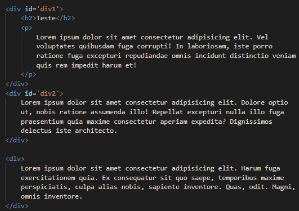 <div id='div1'>
<h2>Teste</h2>
<p>
Lorem ipsum dolor sit amet consectetur adipisicing elit. Vel
voluptates quibusdam fuga corrupti! In laboriosam, iste porro
ratione fuga excepturi repudiandae omnis incidunt distinctio veniam
quis rem impedit harum et!
</p>
</div>
<div id='div2'>
Lorem ipsum dolor sit amet consectetur adipisicing elit. Dolore optio
ut, nobis ratione assumenda illo! Repellat excepturi nulla illo fuga
praesentium quia maxime consectetur aperiam expedita? Dignissimos
delectus iste architecto.
</div>
<div>
Lorem ipsum dolor sit amet consectetur adipisicing elit. Harum fuga
exercitationem quia. Ex consequatur sit quo saepe, temporibus maxime
perspiciatis, culpa alias nobis, sapiente inventore. Quas, odit. Magni,
omnis inventore.
</div>